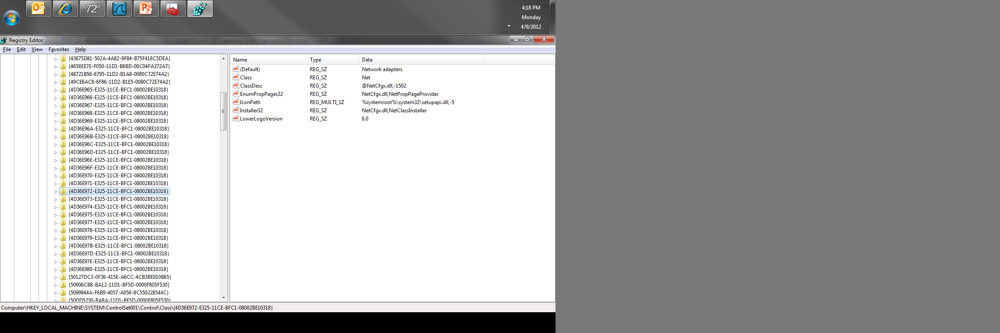 72°
4:18 PM
Monday
4/9/2012
Registry Editor
File Edit View Favorites Help
{43675D81-502A-4A82-9F84-B75F418C5DEA}
{4658EE7E-F050-11D1-B6BD-00C04FA372A7}
{48721B56-6795-11D2-B1A8-0080C72E74A2}
{49CE6AC8-6F86-11D2-B1E5-0080C72E74A2}
{4D36E965-E325-11CE-BFC1-08002BE10318}
{4D36E966-E325-11CE-BFC1-08002BE10318}
{4D36E967-E325-11CE-BFC1-08002BE10318}
{4D36E968-E325-11CE-BFC1-08002BE10318}
{4D36E969-E325-11CE-BFC1-08002BE10318}
{4D36E96A-E325-11CE-BFC1-08002BE10318}
{4D36E96B-E325-11CE-BFC1-08002BE10318}
{4D36E96C-E325-11CE-BFC1-08002BE10318}
{4D36E96D-E325-11CE-BFC1-08002BE10318}
{4D36E96E-E325-11CE-BFC1-08002BE10318}
{4D36E96F-E325-11CE-BFC1-08002BE10318}
{4D36E970-E325-11CE-BFC1-08002BE10318}
{4D36E971-E325-11CE-BFC1-08002BE10318}
{4D36E972-E325-11CE-BFC1-08002BE10318}
{4D36E973-E325-11CE-BFC1-08002BE10318}
{4D36E974-E325-11CE-BFC1-08002BE10318}
{4D36E975-E325-11CE-BFC1-08002BE10318}
{4D36E977-E325-11CE-BFC1-08002BE10318}
{4D36E978-E325-11CE-BFC1-08002BE10318}
{4D36E979-E325-11CE-BFC1-08002BE10318}
{4D36E97B-E325-11CE-BFC1-08002BE10318}
{4D36E97D-E325-11CE-BFC1-08002BE10318}
{4D36E97E-E325-11CE-BFC1-08002BE10318}
{4D36E980-E325-11CE-BFC1-08002BE10318}
{50127DC3-0F36-415E-A6CC-4CB3BE910B65}
{50906CB8-BA12-11D1-BF5D-0000F805F530}
{5099944A-F6B9-4057-A056-8C550228544C}
{50DD5230-BA8A-11D1-BF5D-0000F805F530}
Name Type Data
(Default) REG_SZ Network adapters
Class REG_SZ Net
ClassDesc REG_SZ @NetCfgx.dll,-1502
EnumPropPages32 REG_SZ NetCfgx.dll,NetPropPageProvider
IconPath REG_MULTI_SZ %systemroot%\system32\setupapi.dll,-5
Installer32 REG_SZ NetCfgx.dll,NetClassInstaller
LowerLogoVersion REG_SZ 6.0
Computer\HKEY_LOCAL_MACHINE\SYSTEM\ControlSet001\Control\Class\{4D36E972-E325-11CE-BFC1-08002BE10318}